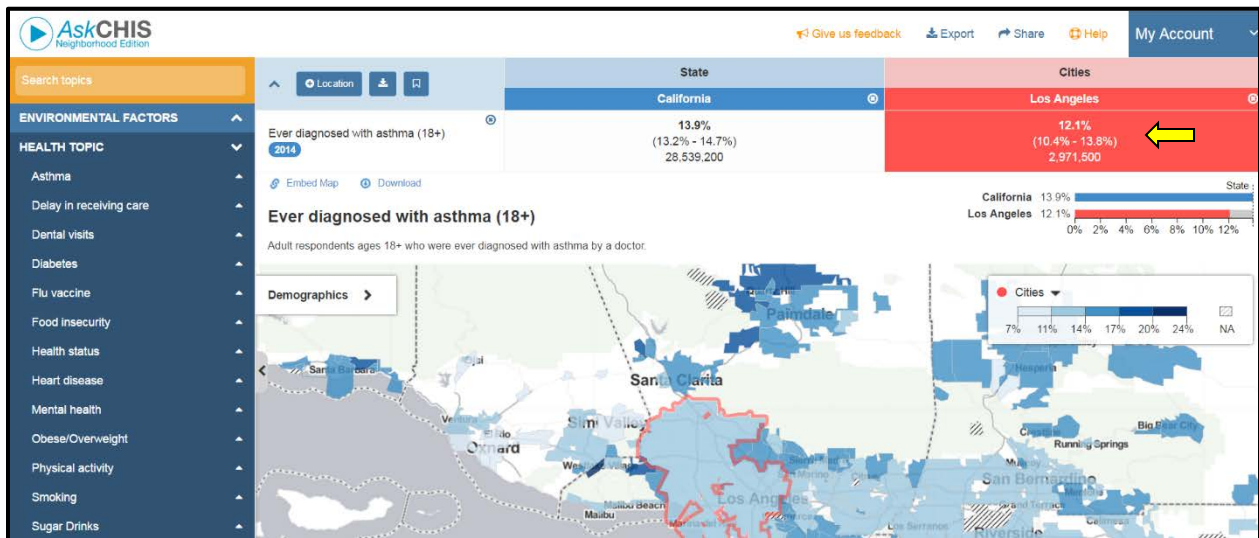 AskCHIS
Neighborhood Edition
Give us feedback
Export
Share
Help
My Account
Search topics
Location
State
Cities
California
Los Angeles
ENVIRONMENTAL FACTORS
HEALTH TOPIC
Asthma
Delay in receiving care
Dental visits
Diabetes
Flu vaccine
Food insecurity
Health status
Heart disease
Mental health
Obese/Overweight
Physical activity
Smoking
Sugar Drinks
Ever diagnosed with asthma (18+)
2014
13.9%
(13.2% - 14.7%)
28,539,200
12.1%
(10.4% - 13.8%)
2,971,500
Embed Map
Download
Ever diagnosed with asthma (18+)
Adult respondents ages 18+ who were ever diagnosed with asthma by a doctor.
State
California 13.9%
Los Angeles 12.1%
0% 2% 4% 6% 8% 10% 12%
Demographics
Cities
7% 11% 14% 17% 20% 24% NA
Palmdale
Hesperia
Santa Barbara
Ojai
Santa Clarita
Ventura
Simi Valley
Oxnard
Big Bear City
Running Springs
San Bernardino
Los Angeles
Malibu Beach
Malibu
Grand Terrace
Los Serranos
Riverside